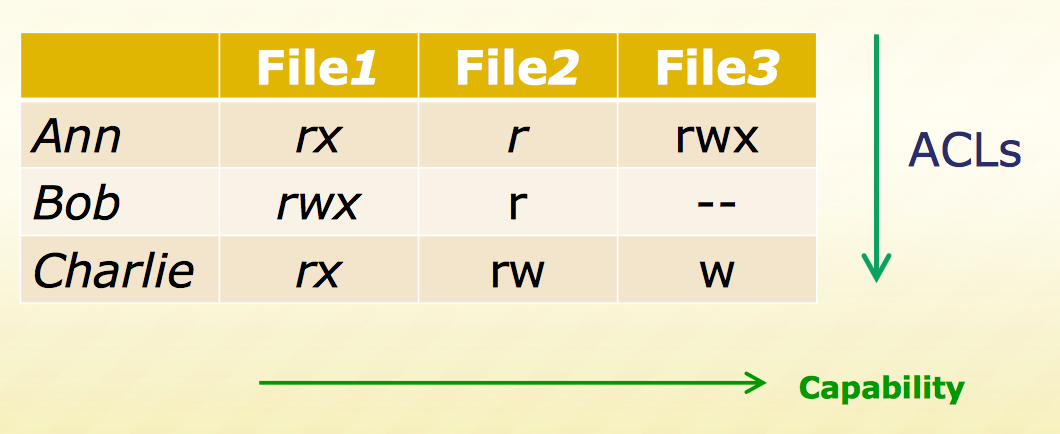 File1 File2 File3
Ann rx r rwx
Bob rwx r --
Charlie rx rw w
ACLs
Capability